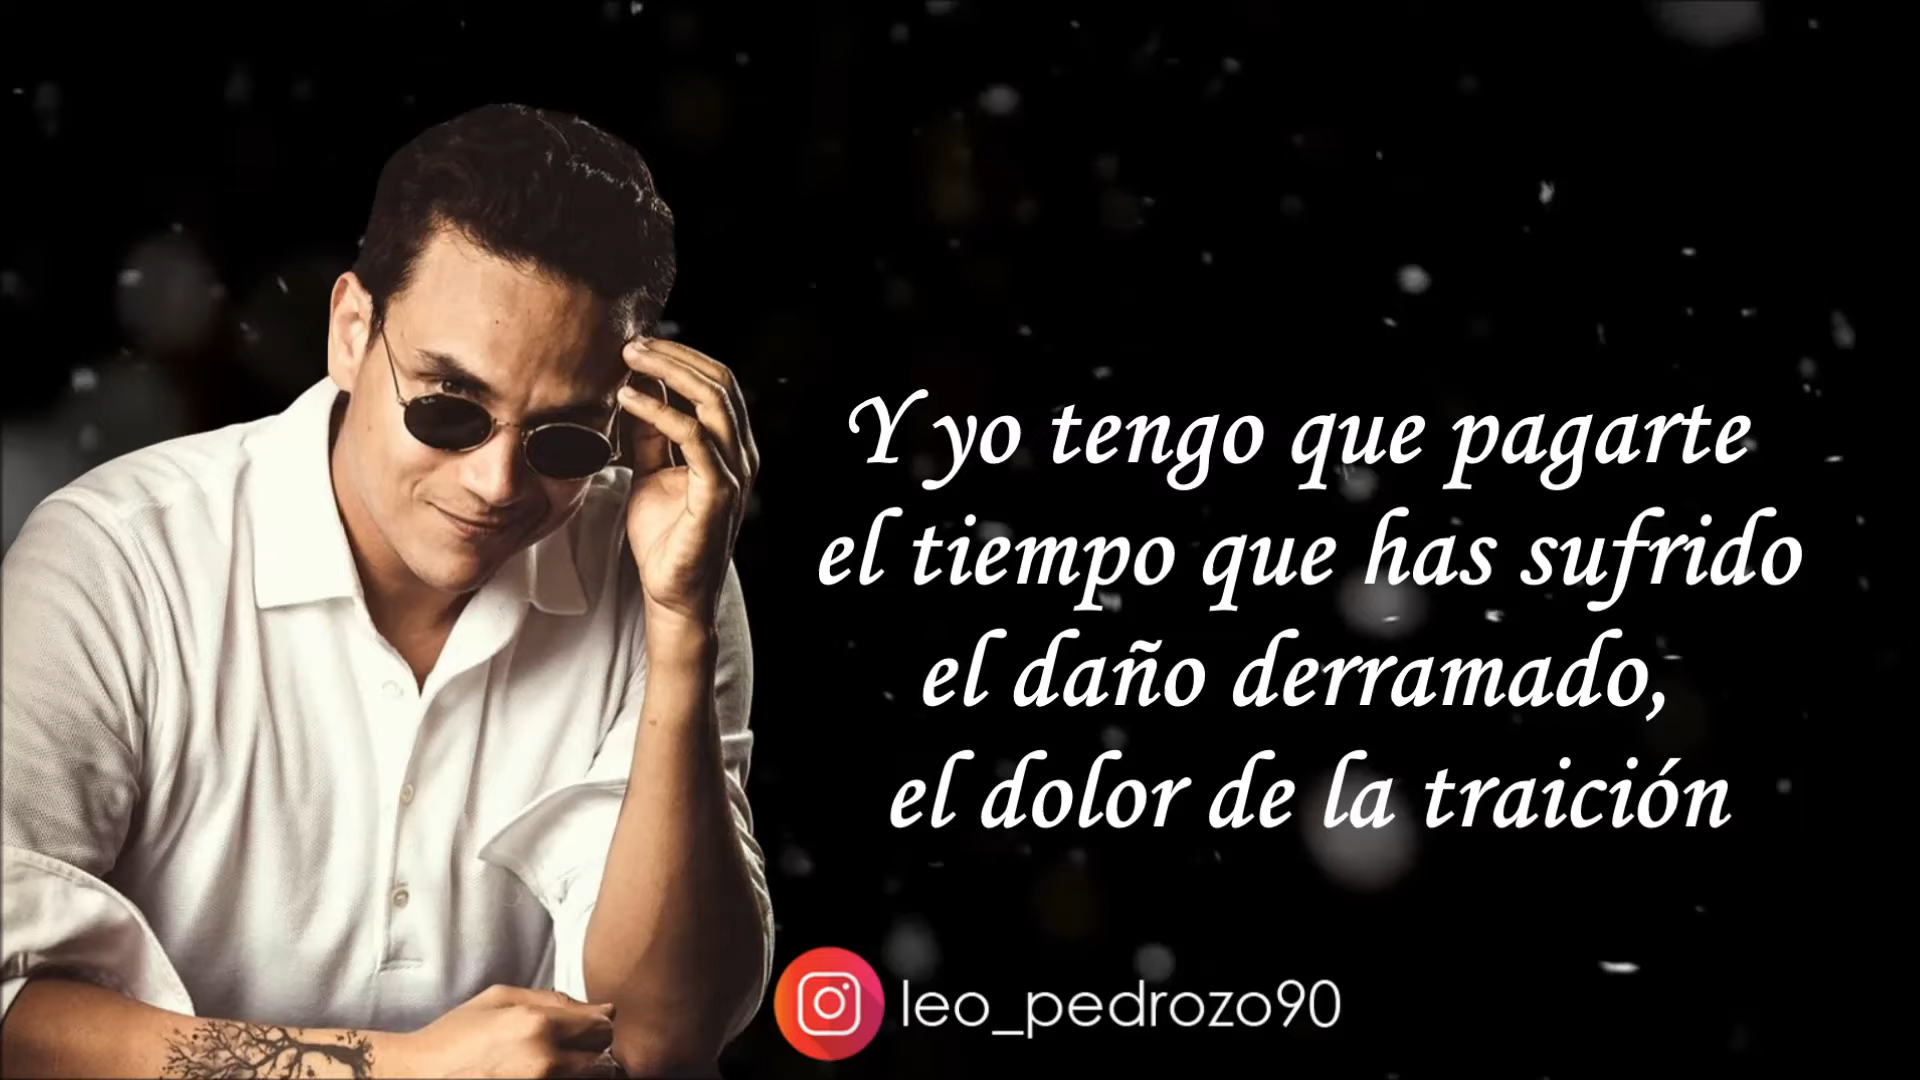 Y yo tengo que pagarte
el tiempo que has sufrido
el daño derramado,
el dolor de la traición
leo_pedrozo90